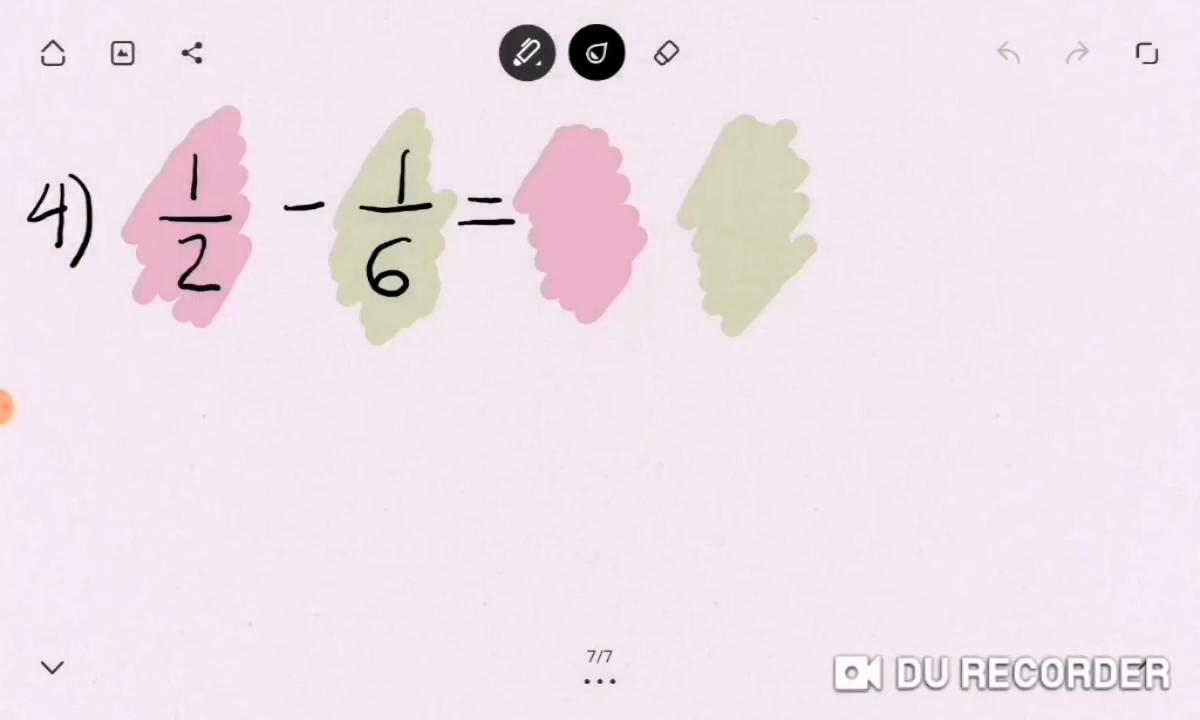 4) 1/2 - 1/6 =
7/7
DU RECORDER